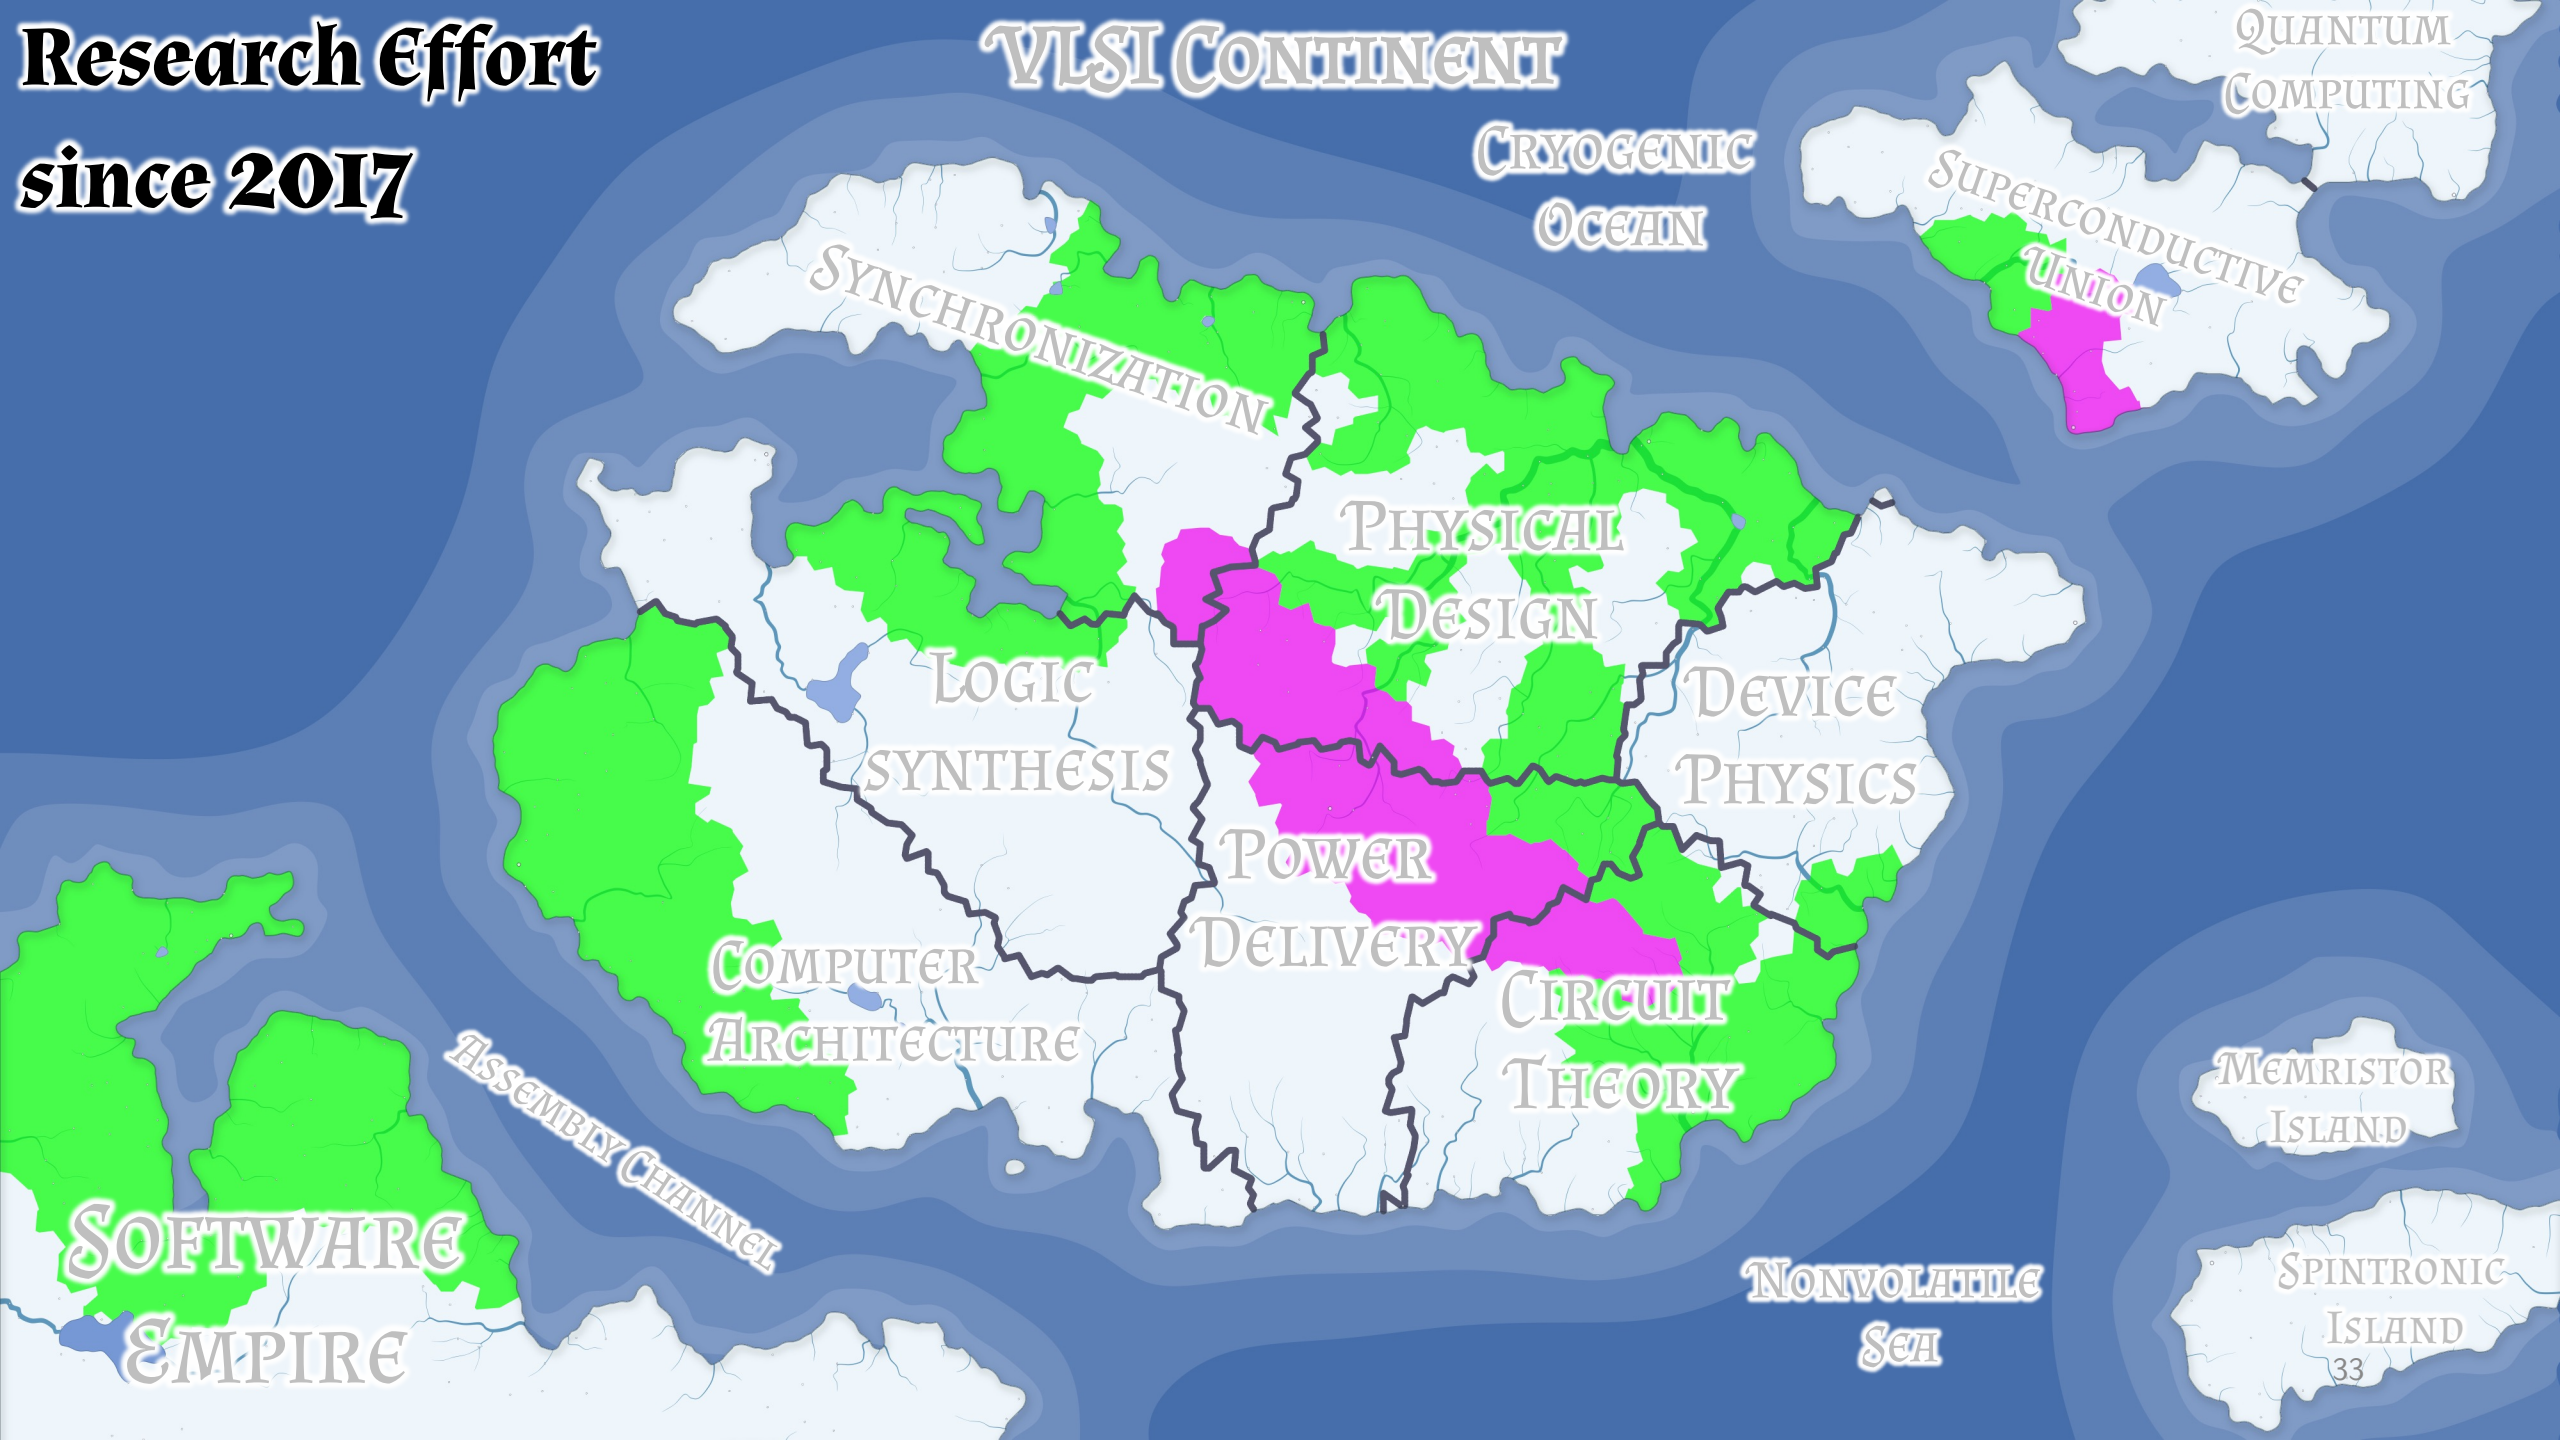 Research Effort
since 2017
VLSI Continent
Quantum
Computing
Cryogenic
Ocean
Superconductive
Union
Synchronization
Physical
Design
Logic
synthesis
Device
Physics
Power
Delivery
Computer
Architecture
Circuit
Theory
Assembly Channel
Software
Empire
Memristor
Island
Nonvolatile
Sea
Spintronic
Island
33